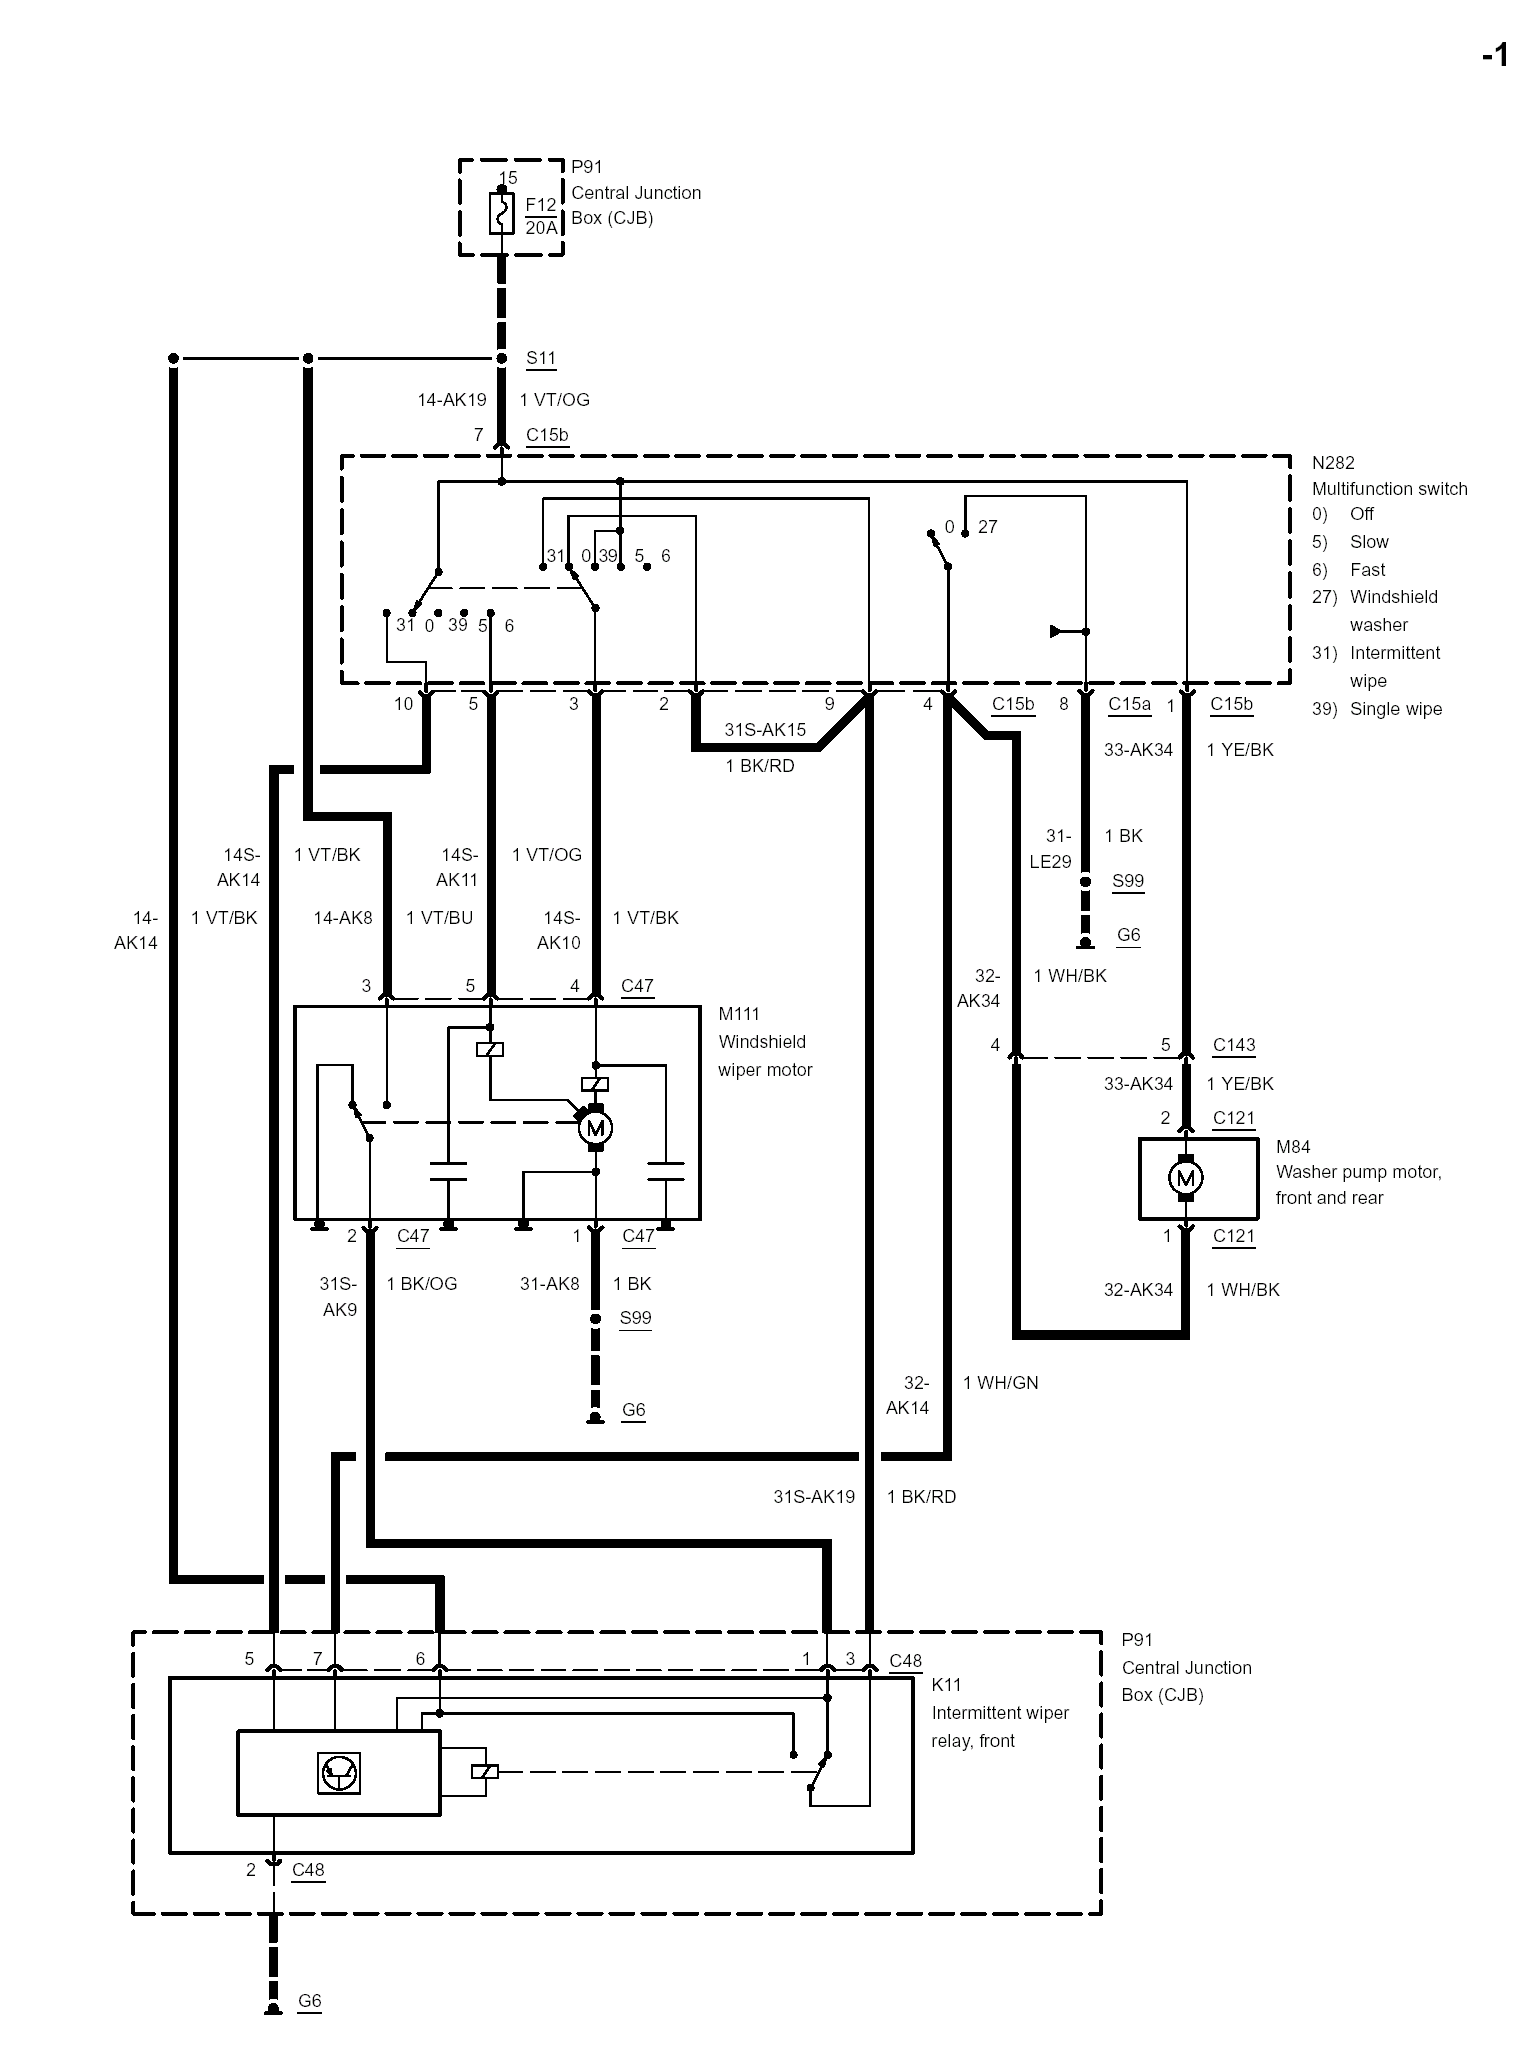 -1
P91
15
Central Junction
F12
Box (CJB)
20A
S11
14-AK19 1 VT/OG
7 C15b
N282
Multifunction switch
0) Off
5) Slow
6) Fast
27) Windshield
washer
31) Intermittent
wipe
39) Single wipe
0 27
31 0 39 5 6
31 0 39 5 6
10 5 3 2 9 4 C15b 8 C15a 1 C15b
31S-AK15
1 BK/RD
33-AK34 1 YE/BK
31- 1 BK
LE29
S99
G6
14S- 1 VT/BK
AK14
14S- 1 VT/OG
AK11
14- 1 VT/BK
AK14
14-AK8 1 VT/BU
14S- 1 VT/BK
AK10
32- 1 WH/BK
AK34
3 5 4 C47
M111
Windshield
wiper motor
M
4 5 C143
33-AK34 1 YE/BK
2 C121
M84
Washer pump motor,
front and rear
M
1 C121
32-AK34 1 WH/BK
2 C47 1 C47
31S- 1 BK/OG
AK9
31-AK8 1 BK
S99
G6
32- 1 WH/GN
AK14
31S-AK19 1 BK/RD
P91
Central Junction
Box (CJB)
5 7 6 1 3 C48
K11
Intermittent wiper
relay, front
2 C48
G6